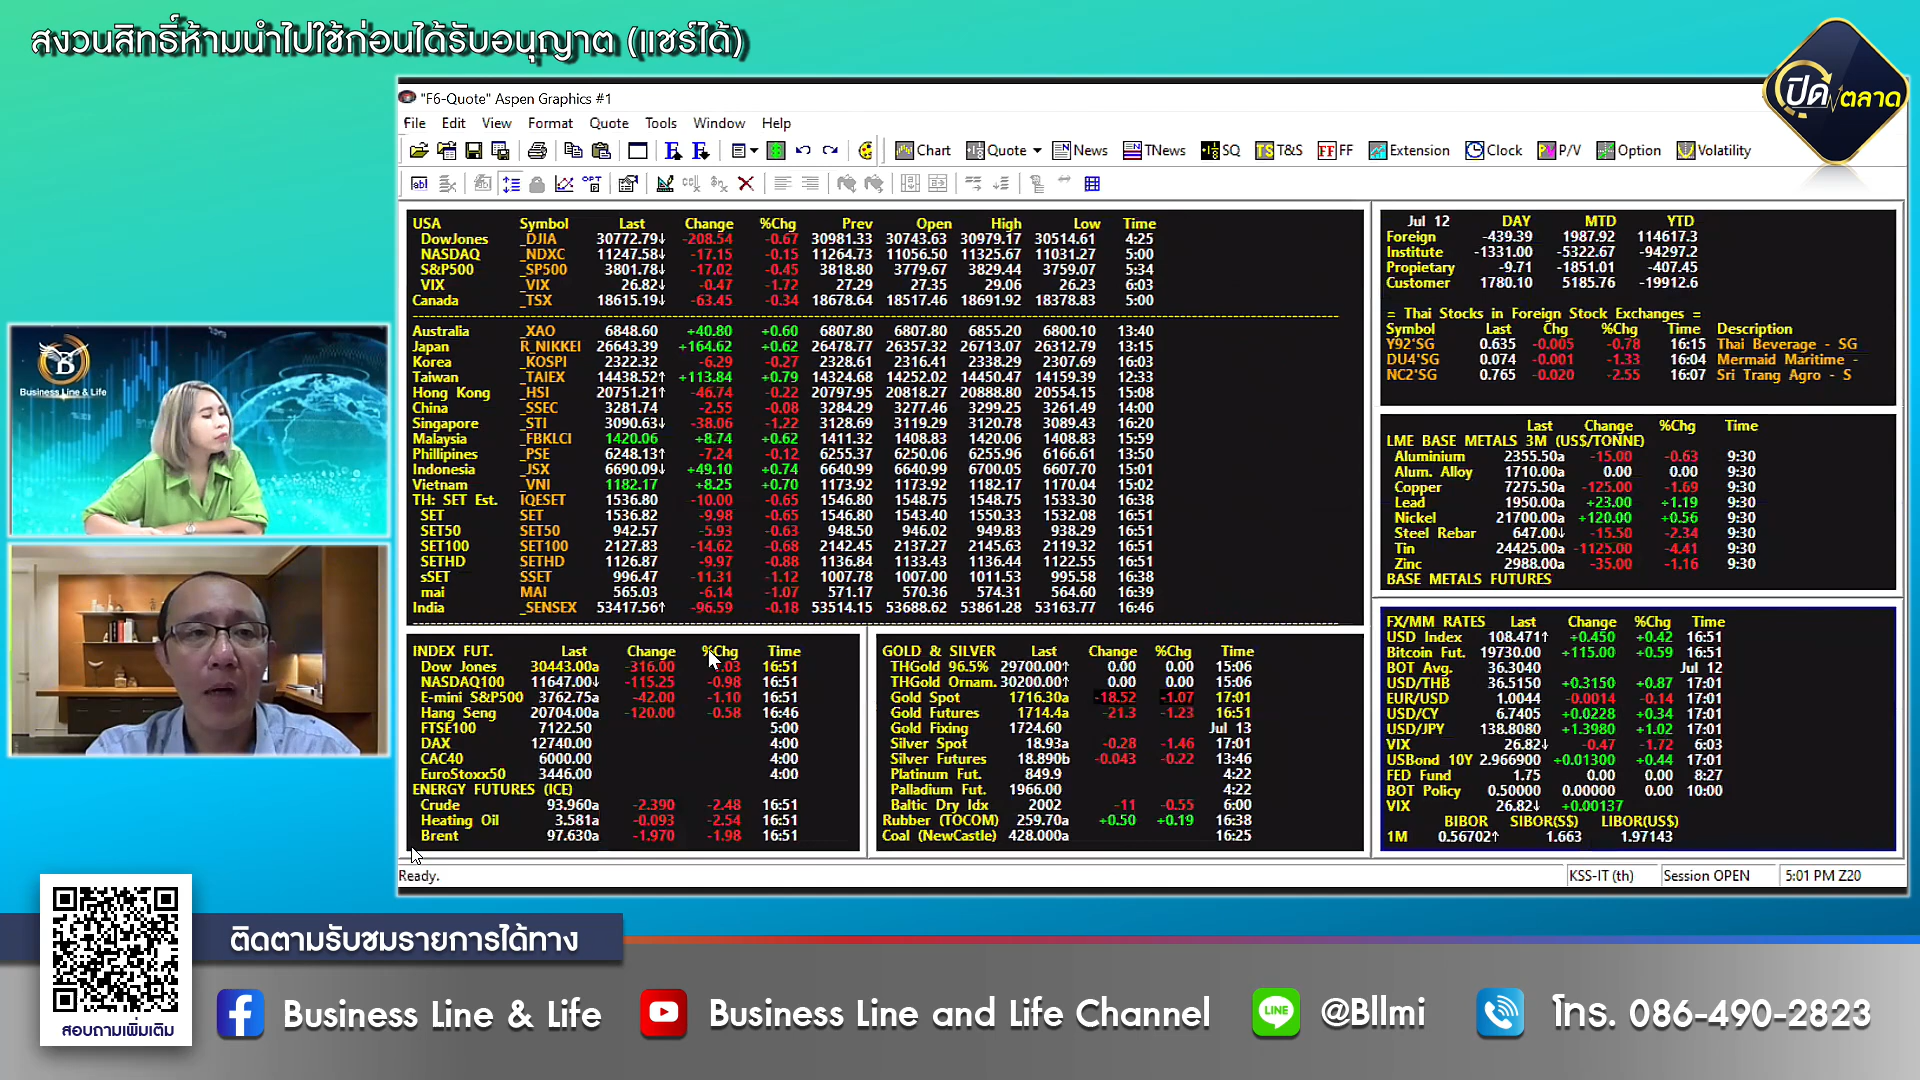 สงวนสิทธิ์ห้ามนำไปใช้ก่อนได้รับอนุญาต (แชร์ได้)
ปิดตลาด
"F6-Quote" Aspen Graphics #1
File Edit View Format Quote Tools Window Help
Chart Quote News TNews SQ T&S FF Extension Clock P/V Option Volatility
USA Symbol Last Change %Chg Prev Open High Low Time
DowJones _DJIA 30772.79↓ -208.54 -0.67 30981.33 30743.63 30979.17 30514.61 4:25
NASDAQ _NDXC 11247.58↓ -17.15 -0.15 11264.73 11056.50 11325.67 11031.27 5:00
S&P500 _SP500 3801.78↓ -17.02 -0.45 3818.80 3779.67 3829.44 3759.07 5:34
VIX _VIX 26.82↓ -0.47 -1.72 27.29 27.35 29.06 26.23 6:03
Canada _TSX 18615.19↓ -63.45 -0.34 18678.64 18517.46 18691.92 18378.83 5:00
Australia _XAO 6848.60 +40.80 +0.60 6807.80 6807.80 6855.20 6800.10 13:40
Japan R_NIKKEI 26643.39 +164.62 +0.62 26478.77 26357.32 26713.07 26312.79 13:15
Korea _KOSPI 2322.32 -6.29 -0.27 2328.61 2316.41 2338.29 2307.69 16:03
Taiwan _TAIEX 14438.52↑ +113.84 +0.79 14324.68 14252.02 14450.47 14159.39 12:33
Hong Kong _HSI 20751.21↑ -46.74 -0.22 20797.95 20818.27 20888.80 20554.15 15:08
China _SSEC 3281.74 -2.55 -0.08 3284.29 3277.46 3299.25 3261.49 14:00
Singapore _STI 3090.63↓ -38.06 -1.22 3128.69 3119.29 3120.78 3089.43 16:20
Malaysia _FBKLCI 1420.06 +8.74 +0.62 1411.32 1408.83 1420.06 1408.83 15:59
Phillipines _PSE 6248.13↑ -7.24 -0.12 6255.37 6250.06 6255.96 6166.61 13:50
Indonesia _JSX 6690.09↓ +49.10 +0.74 6640.99 6640.99 6700.05 6607.70 15:01
Vietnam _VNI 1182.17 +8.25 +0.70 1173.92 1173.92 1182.17 1170.04 15:02
TH: SET Est. IQESET 1536.80 -10.00 -0.65 1546.80 1548.75 1548.75 1533.30 16:38
SET SET 1536.82 -9.98 -0.65 1546.80 1543.40 1550.33 1532.08 16:51
SET50 SET50 942.57 -5.93 -0.63 948.50 946.02 949.83 938.29 16:51
SET100 SET100 2127.83 -14.62 -0.68 2142.45 2137.27 2145.63 2119.32 16:51
SETHD SETHD 1126.87 -9.97 -0.88 1136.84 1133.43 1136.44 1122.55 16:51
sSET SSET 996.47 -11.31 -1.12 1007.78 1007.00 1011.53 995.58 16:38
mai MAI 565.03 -6.14 -1.07 571.17 570.36 574.31 564.60 16:39
India _SENSEX 53417.56↑ -96.59 -0.18 53514.15 53688.62 53861.28 53163.77 16:46
Jul 12 DAY MTD YTD
Foreign -439.39 1987.92 114617.3
Institute -1331.00 -5322.67 -94297.2
Propietary -9.71 -1851.01 -407.45
Customer 1780.10 5185.76 -19912.6
= Thai Stocks in Foreign Stock Exchanges =
Symbol Last Chg %Chg Time Description
Y92'SG 0.635 -0.005 -0.78 16:15 Thai Beverage - SG
DU4'SG 0.074 -0.001 -1.33 16:04 Mermaid Maritime -
NC2'SG 0.765 -0.020 -2.55 16:07 Sri Trang Agro - S
Last Change %Chg Time
LME BASE METALS 3M (US$/TONNE)
Aluminium 2355.50a -15.00 -0.63 9:30
Alum. Alloy 1710.00a 0.00 0.00 9:30
Copper 7275.50a -125.00 -1.69 9:30
Lead 1950.00a +23.00 +1.19 9:30
Nickel 21700.00a +120.00 +0.56 9:30
Steel Rebar 647.00↓ -15.50 -2.34 9:30
Tin 24425.00a -1125.00 -4.41 9:30
Zinc 2988.00a -35.00 -1.16 9:30
BASE METALS FUTURES
INDEX FUT. Last Change %Chg Time
Dow Jones 30443.00a -316.00 .03 16:51
NASDAQ100 11647.00↓ -115.25 -0.98 16:51
E-mini S&P500 3762.75a -42.00 -1.10 16:51
Hang Seng 20704.00a -120.00 -0.58 16:46
FTSE100 7122.50 5:00
DAX 12740.00 4:00
CAC40 6000.00 4:00
EuroStoxx50 3446.00 4:00
ENERGY FUTURES (ICE)
Crude 93.960a -2.390 -2.48 16:51
Heating Oil 3.581a -0.093 -2.54 16:51
Brent 97.630a -1.970 -1.98 16:51
GOLD & SILVER Last Change %Chg Time
THGold 96.5% 29700.00↑ 0.00 0.00 15:06
THGold Ornam. 30200.00↑ 0.00 0.00 15:06
Gold Spot 1716.30a -18.52 -1.07 17:01
Gold Futures 1714.4a -21.3 -1.23 16:51
Gold Fixing 1724.60 Jul 13
Silver Spot 18.93a -0.28 -1.46 17:01
Silver Futures 18.890b -0.043 -0.22 13:46
Platinum Fut. 849.9 4:22
Palladium Fut. 1966.00 4:22
Baltic Dry Idx 2002 -11 -0.55 6:00
Rubber (TOCOM) 259.70a +0.50 +0.19 16:38
Coal (NewCastle) 428.000a 16:25
FX/MM RATES Last Change %Chg Time
USD Index 108.471↑ +0.450 +0.42 16:51
Bitcoin Fut. 19730.00 +115.00 +0.59 16:51
BOT Avg. 36.3040 Jul 12
USD/THB 36.5150 +0.3150 +0.87 17:01
EUR/USD 1.0044 -0.0014 -0.14 17:01
USD/CY 6.7405 +0.0228 +0.34 17:01
USD/JPY 138.8080 +1.3980 +1.02 17:01
VIX 26.82↓ -0.47 -1.72 6:03
USBond 10Y 2.966900 +0.01300 +0.44 17:01
FED Fund 1.75 0.00 0.00 8:27
BOT Policy 0.50000 0.00000 0.00 10:00
VIX 26.82↓ +0.00137
BIBOR SIBOR(S$) LIBOR(US$)
1M 0.56702↑ 1.663 1.97143
Ready. KSS-IT (th) Session OPEN 5:01 PM Z20
Business Line & Life
ติดตามรับชมรายการได้ทาง
สอบถามเพิ่มเติม
Business Line & Life
Business Line and Life Channel
LINE @Bllmi
โทร. 086-490-2823